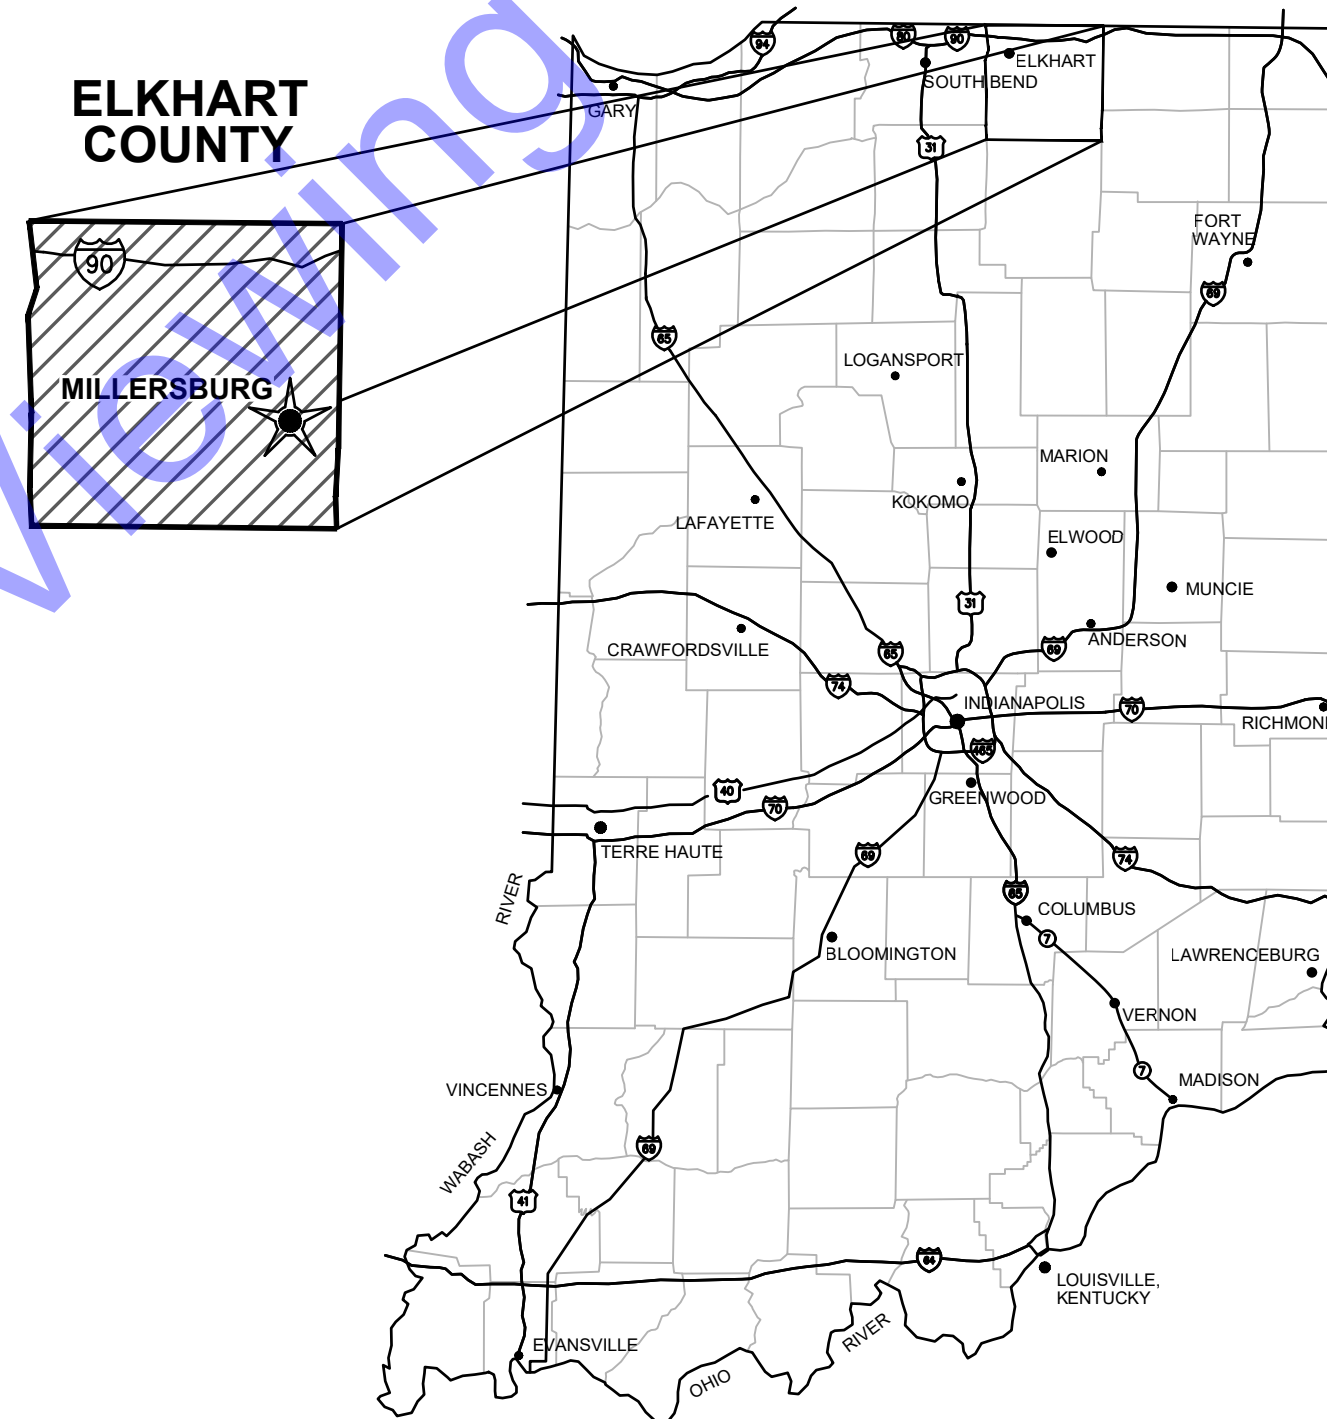 ELKHART
COUNTY
90
MILLERSBURG
Viewing
94
80
90
ELKHART
SOUTH BEND
GARY
31
FORT
WAYNE
69
65
LOGANSPORT
MARION
KOKOMO
LAFAYETTE
ELWOOD
MUNCIE
31
ANDERSON
CRAWFORDSVILLE
65
69
74
INDIANAPOLIS
70
RICHMON
465
40
70
GREENWOOD
TERRE HAUTE
69
74
RIVER
65
COLUMBUS
7
BLOOMINGTON
LAWRENCEBURG
VERNON
VINCENNES
7
MADISON
69
WABASH
41
64
LOUISVILLE,
KENTUCKY
EVANSVILLE
RIVER
OHIO